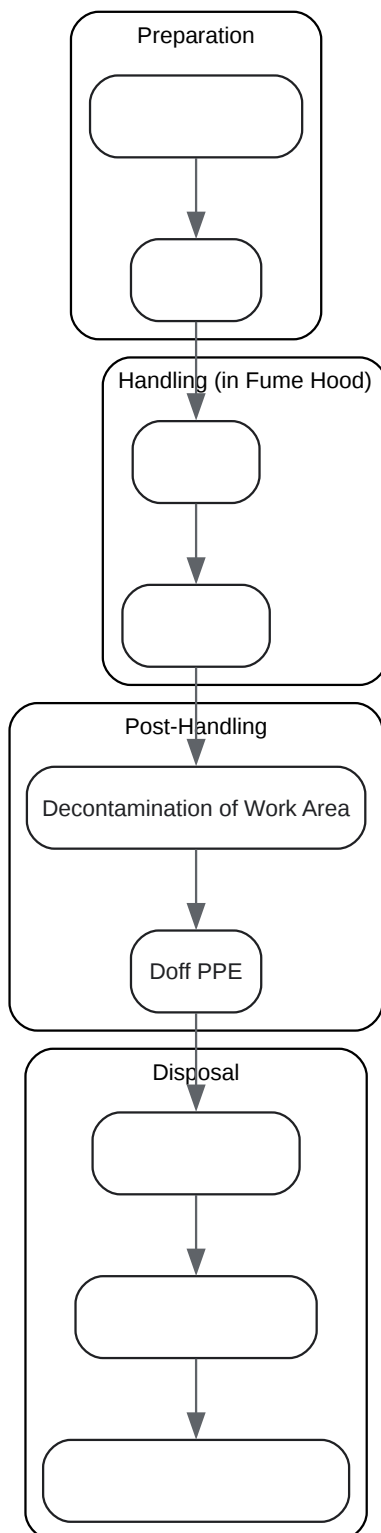 Preparation
Handling (in Fume Hood)
Post-Handling
Decontamination of Work Area
Doff PPE
Disposal